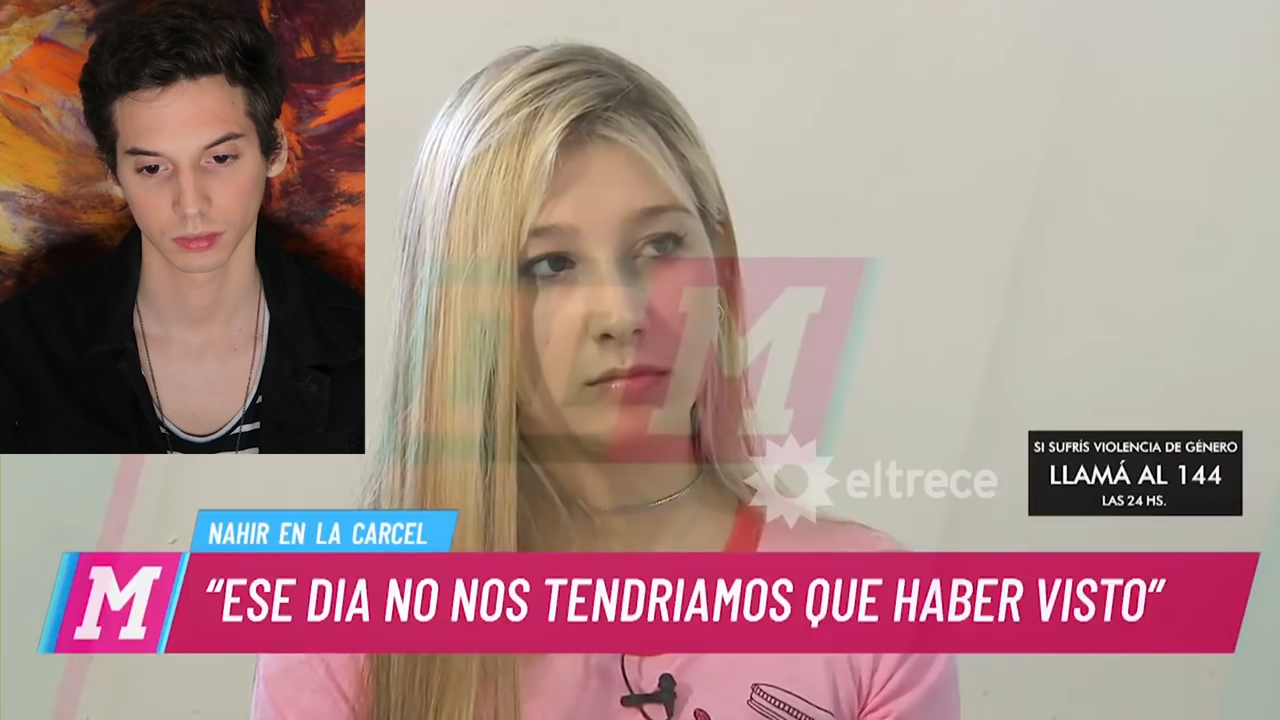 M
eltrece
SI SUFRÍS VIOLENCIA DE GÉNERO
LLAMÁ AL 144
LAS 24 HS.
NAHIR EN LA CARCEL
M
“ESE DIA NO NOS TENDRIAMOS QUE HABER VISTO”